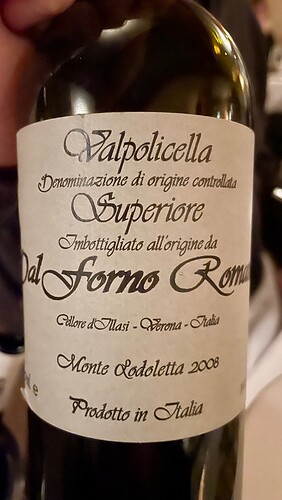 Valpolicella
Denominazione di origine controllata
Superiore
Imbottigliato all'origine da
Dal Forno Roma
Cellore d'Illasi - Verona - Italia
Monte Lodoletta 2008
e
Prodotto in Italia